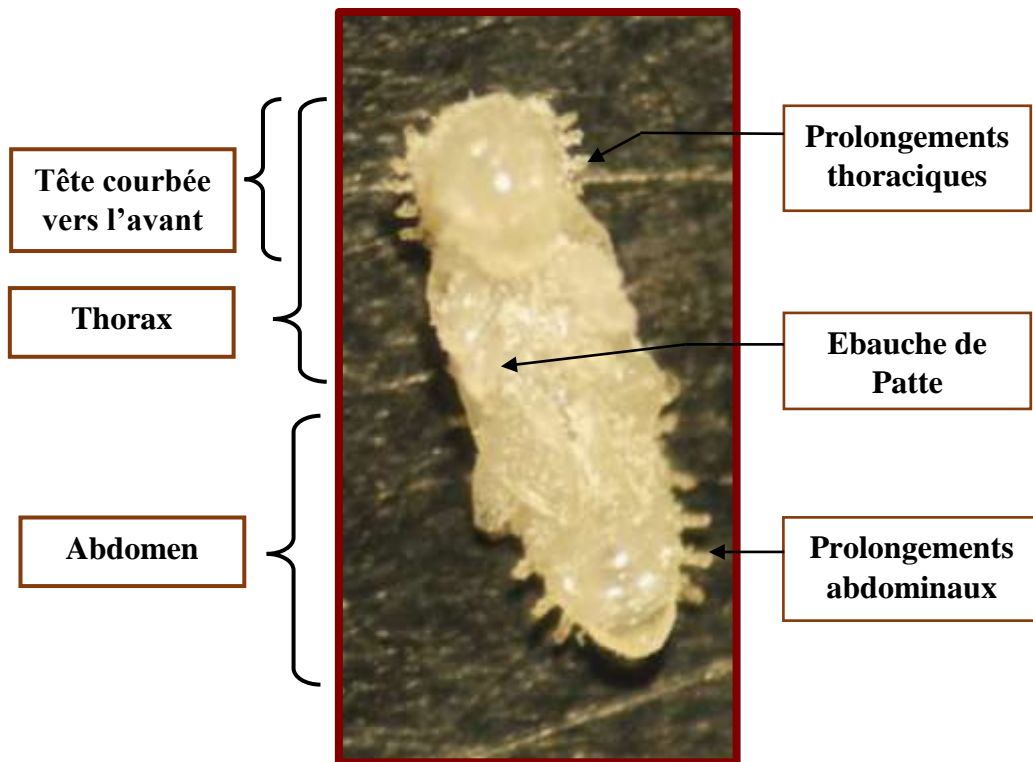 Tête courbée
vers l’avant
Thorax
Abdomen
Prolongements
thoraciques
Ebauche de
Patte
Prolongements
abdominaux